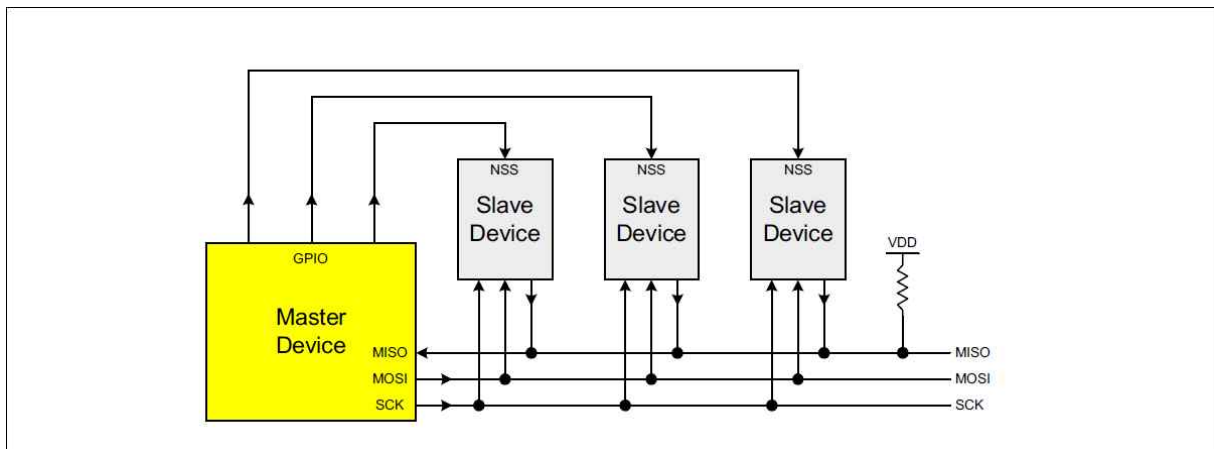 NSS
NSS
NSS
Slave
Device
Slave
Device
Slave
Device
VDD
GPIO
Master
Device
MISO
MOSI
SCK
MISO
MOSI
SCK